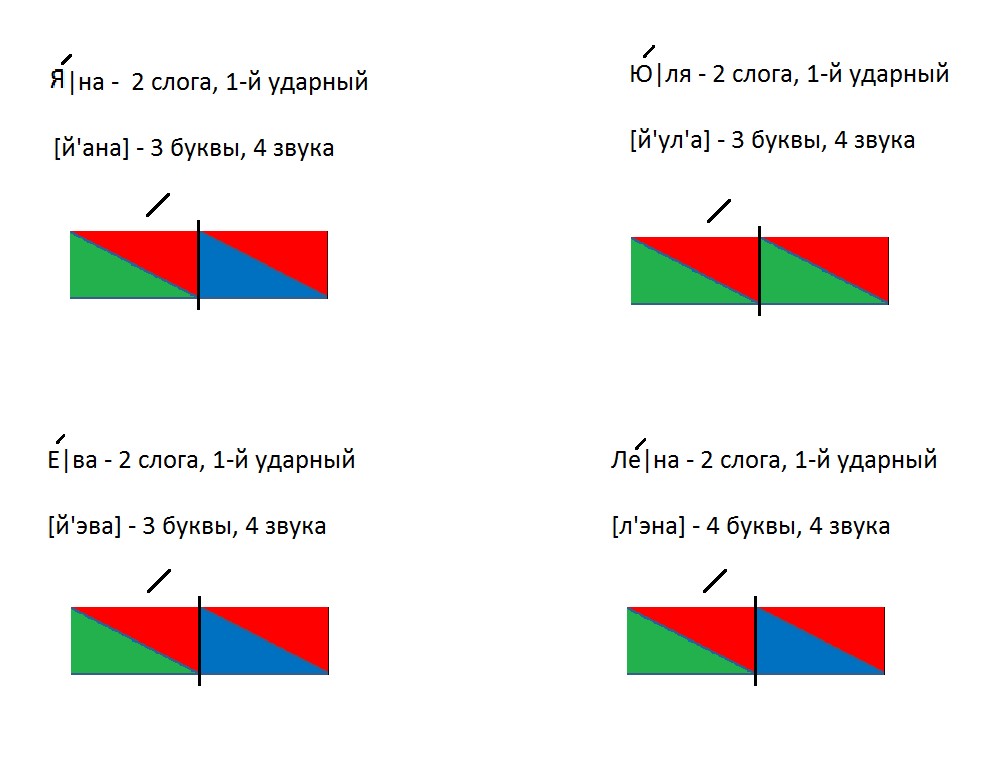 Я́|на - 2 слога, 1-й ударный
[й'ана] - 3 буквы, 4 звука
Ю́|ля - 2 слога, 1-й ударный
[й'ул'а] - 3 буквы, 4 звука
Е́|ва - 2 слога, 1-й ударный
[й'эва] - 3 буквы, 4 звука
Ле́|на - 2 слога, 1-й ударный
[л'эна] - 4 буквы, 4 звука